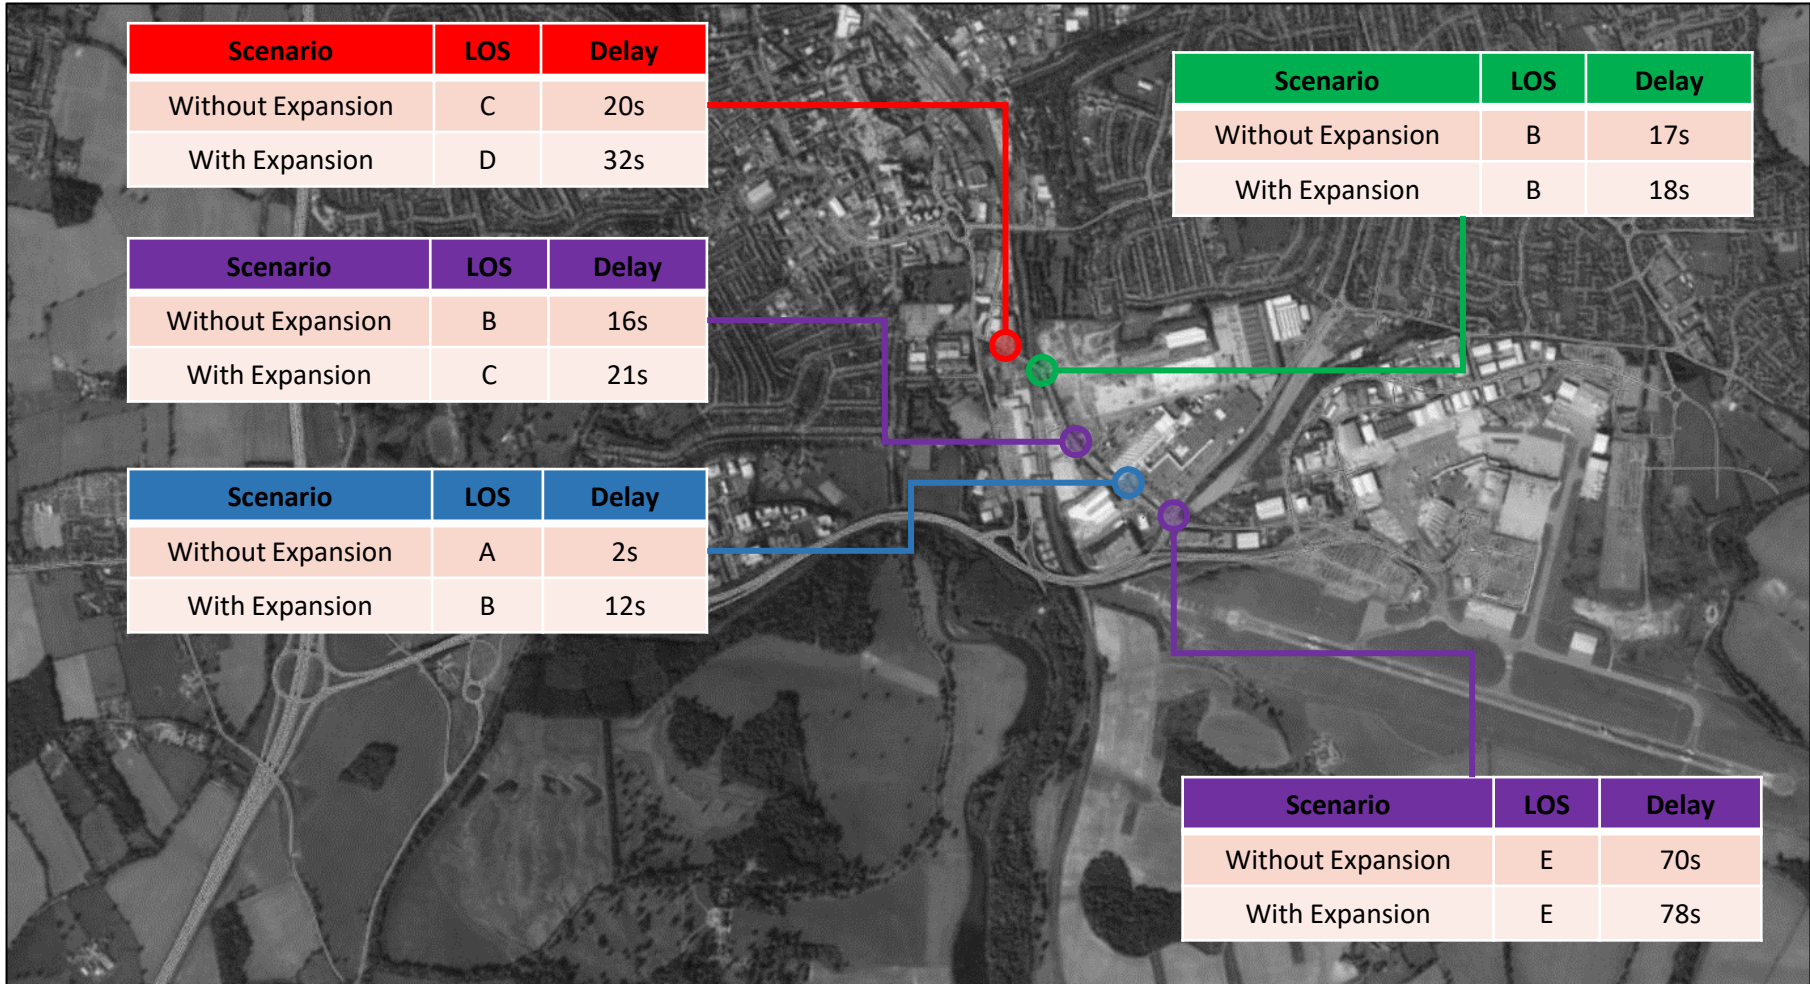 Scenario LOS Delay
Without Expansion C 20s
With Expansion D 32s
Scenario LOS Delay
Without Expansion B 17s
With Expansion B 18s
Scenario LOS Delay
Without Expansion B 16s
With Expansion C 21s
Scenario LOS Delay
Without Expansion A 2s
With Expansion B 12s
Scenario LOS Delay
Without Expansion E 70s
With Expansion E 78s